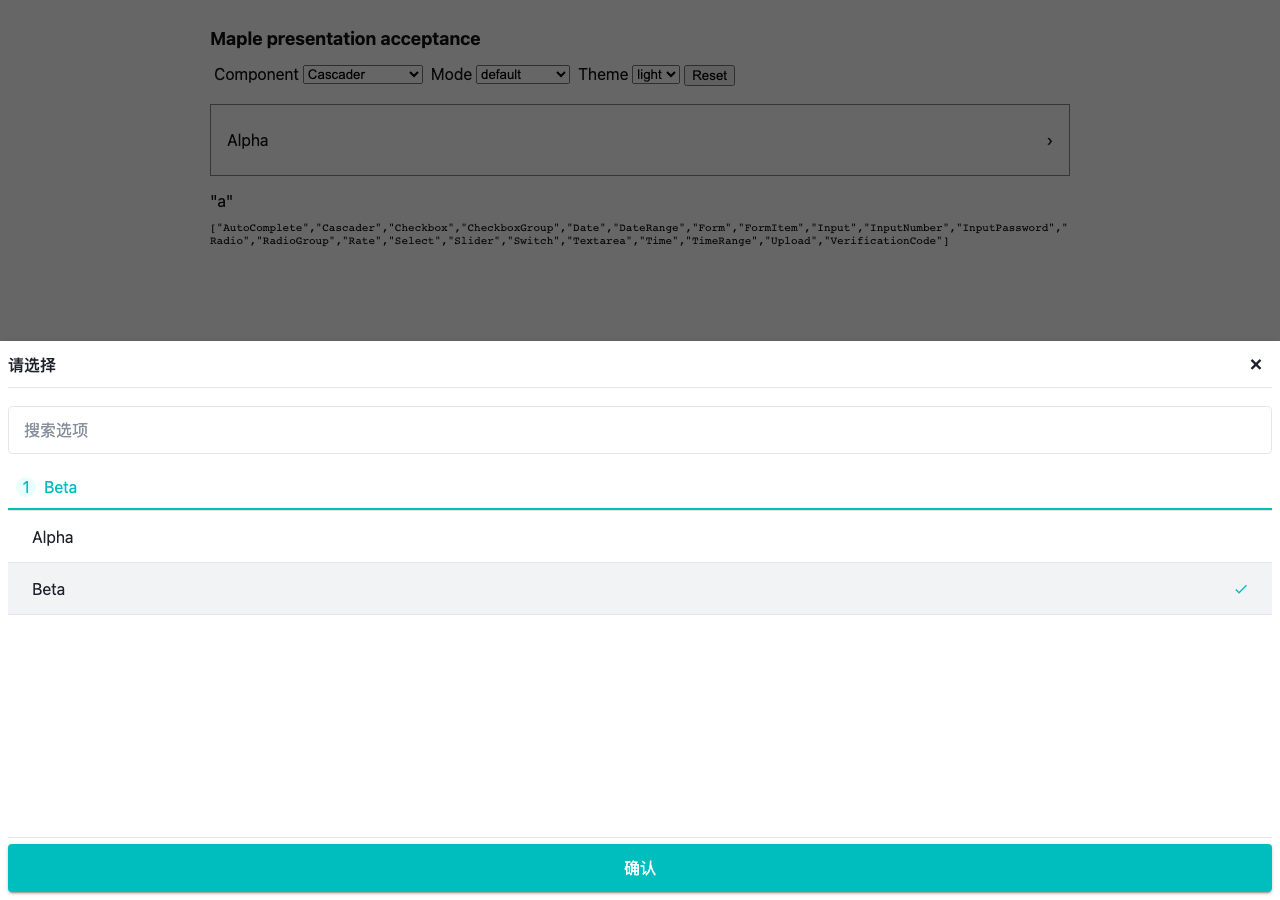 Maple presentation acceptance
Component Cascader Mode default Theme light Reset
Alpha ›
"a"
["AutoComplete","Cascader","Checkbox","CheckboxGroup","Date","DateRange","Form","FormItem","Input","InputNumber","InputPassword","
Radio","RadioGroup","Rate","Select","Slider","Switch","Textarea","Time","TimeRange","Upload","VerificationCode"]
请选择 ×
搜索选项
1 Beta
Alpha
Beta
确认